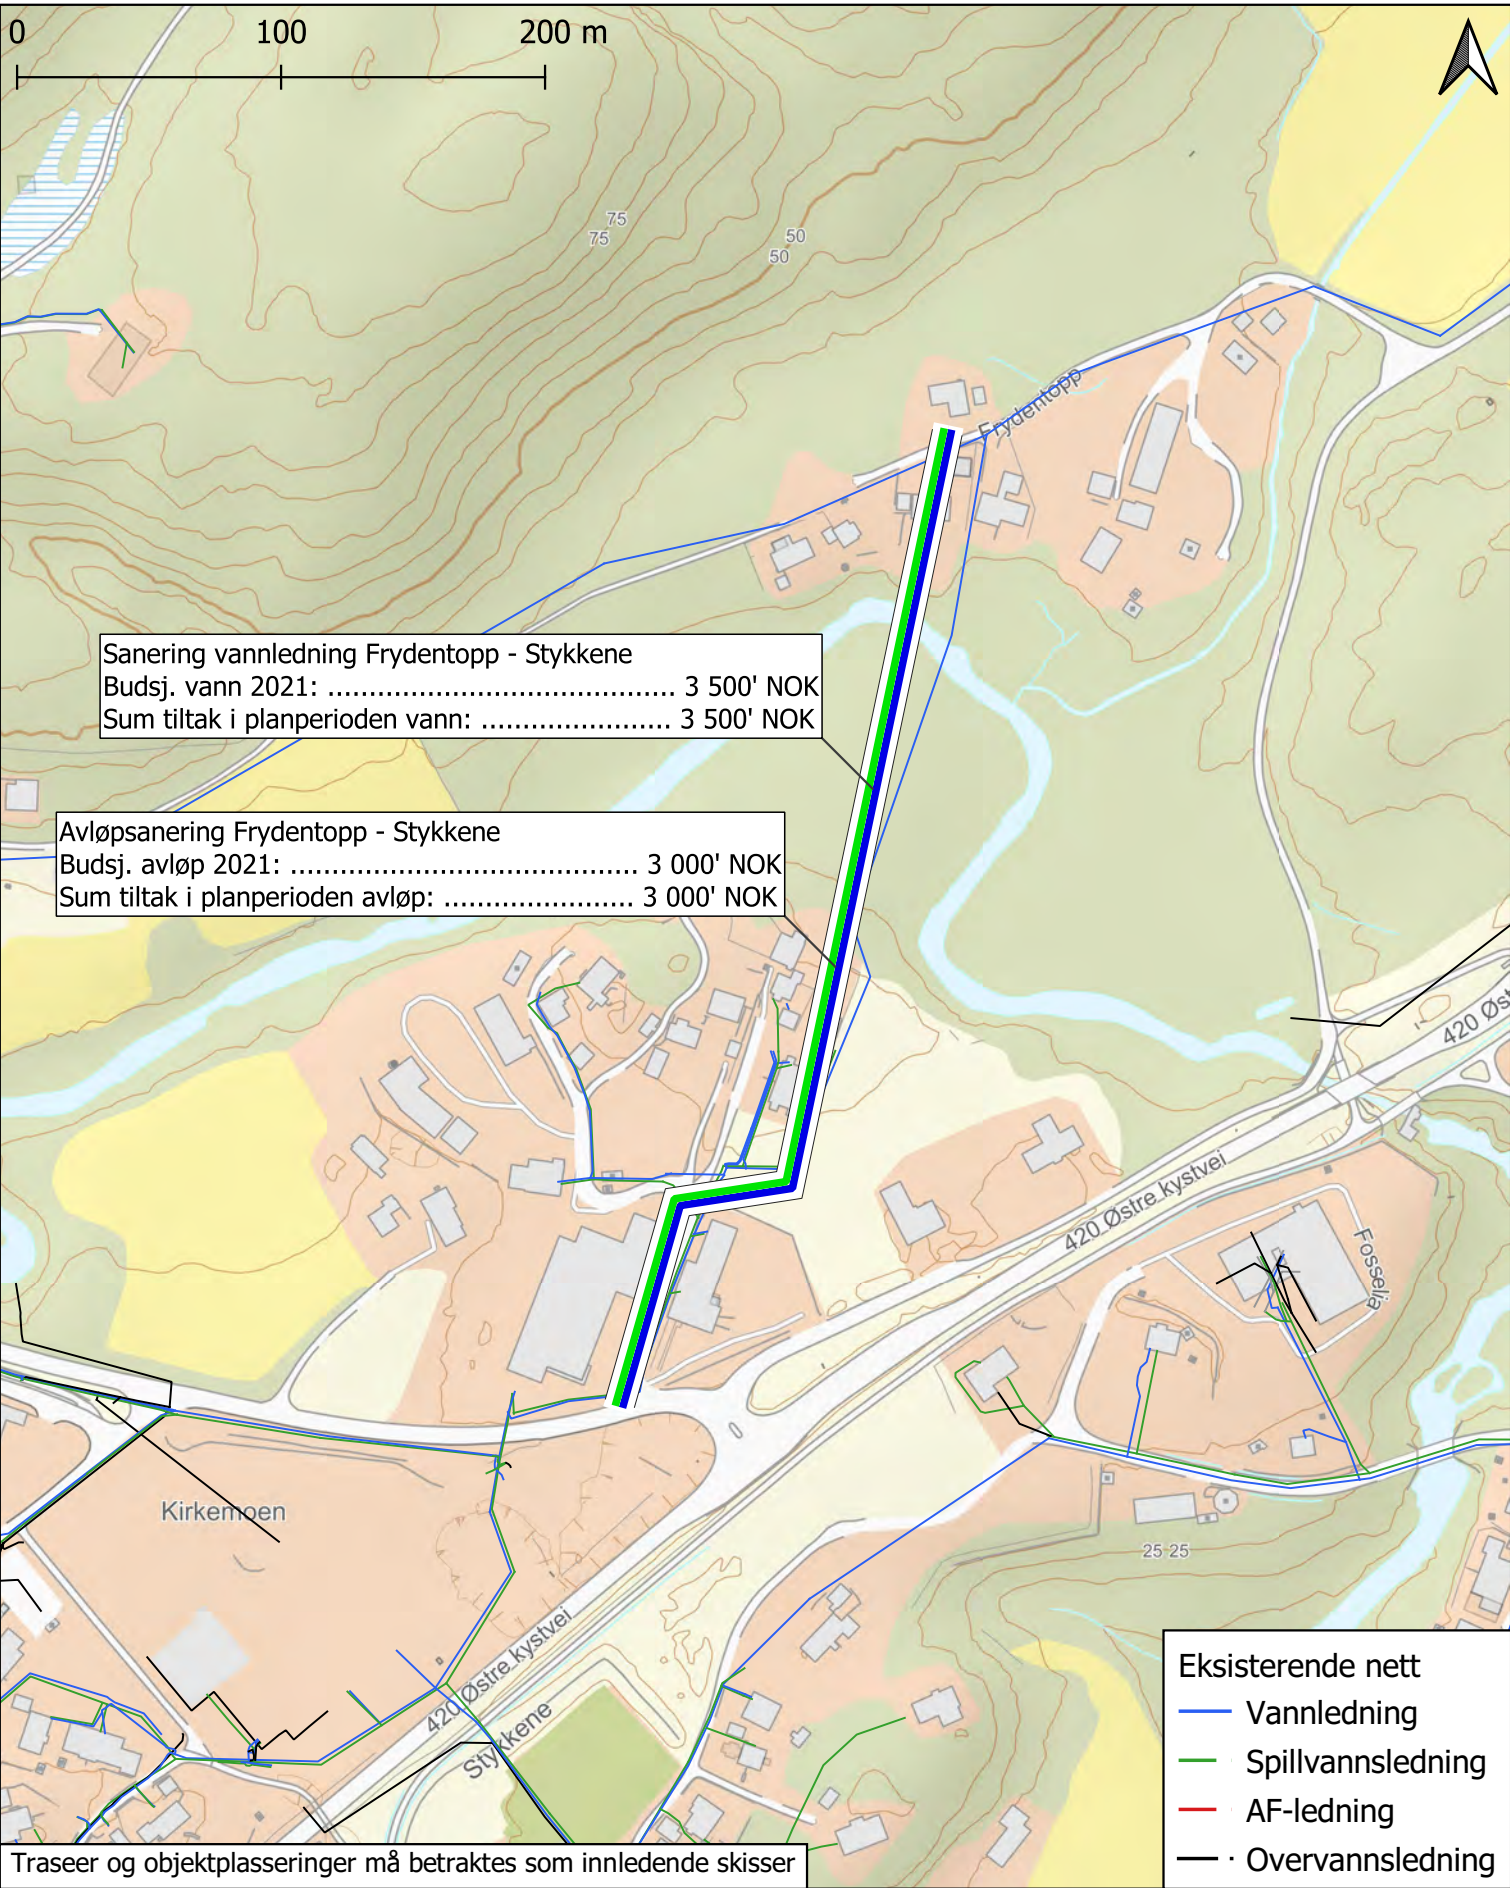 0 100 200 m
75
75
50
50
Frydentopp
Sanering vannledning Frydentopp - Stykkene
Budsj. vann 2021: .......................................... 3 500' NOK
Sum tiltak i planperioden vann: ....................... 3 500' NOK
Avløpsanering Frydentopp - Stykkene
Budsj. avløp 2021: .......................................... 3 000' NOK
Sum tiltak i planperioden avløp: ....................... 3 000' NOK
420 Øst
420 Østre kystvei
Fosselia
Kirkemoen
25 25
420 Østre kystvei
Stykkene
Eksisterende nett
Vannledning
Spillvannsledning
AF-ledning
Overvannsledning
Traseer og objektplasseringer må betraktes som innledende skisser